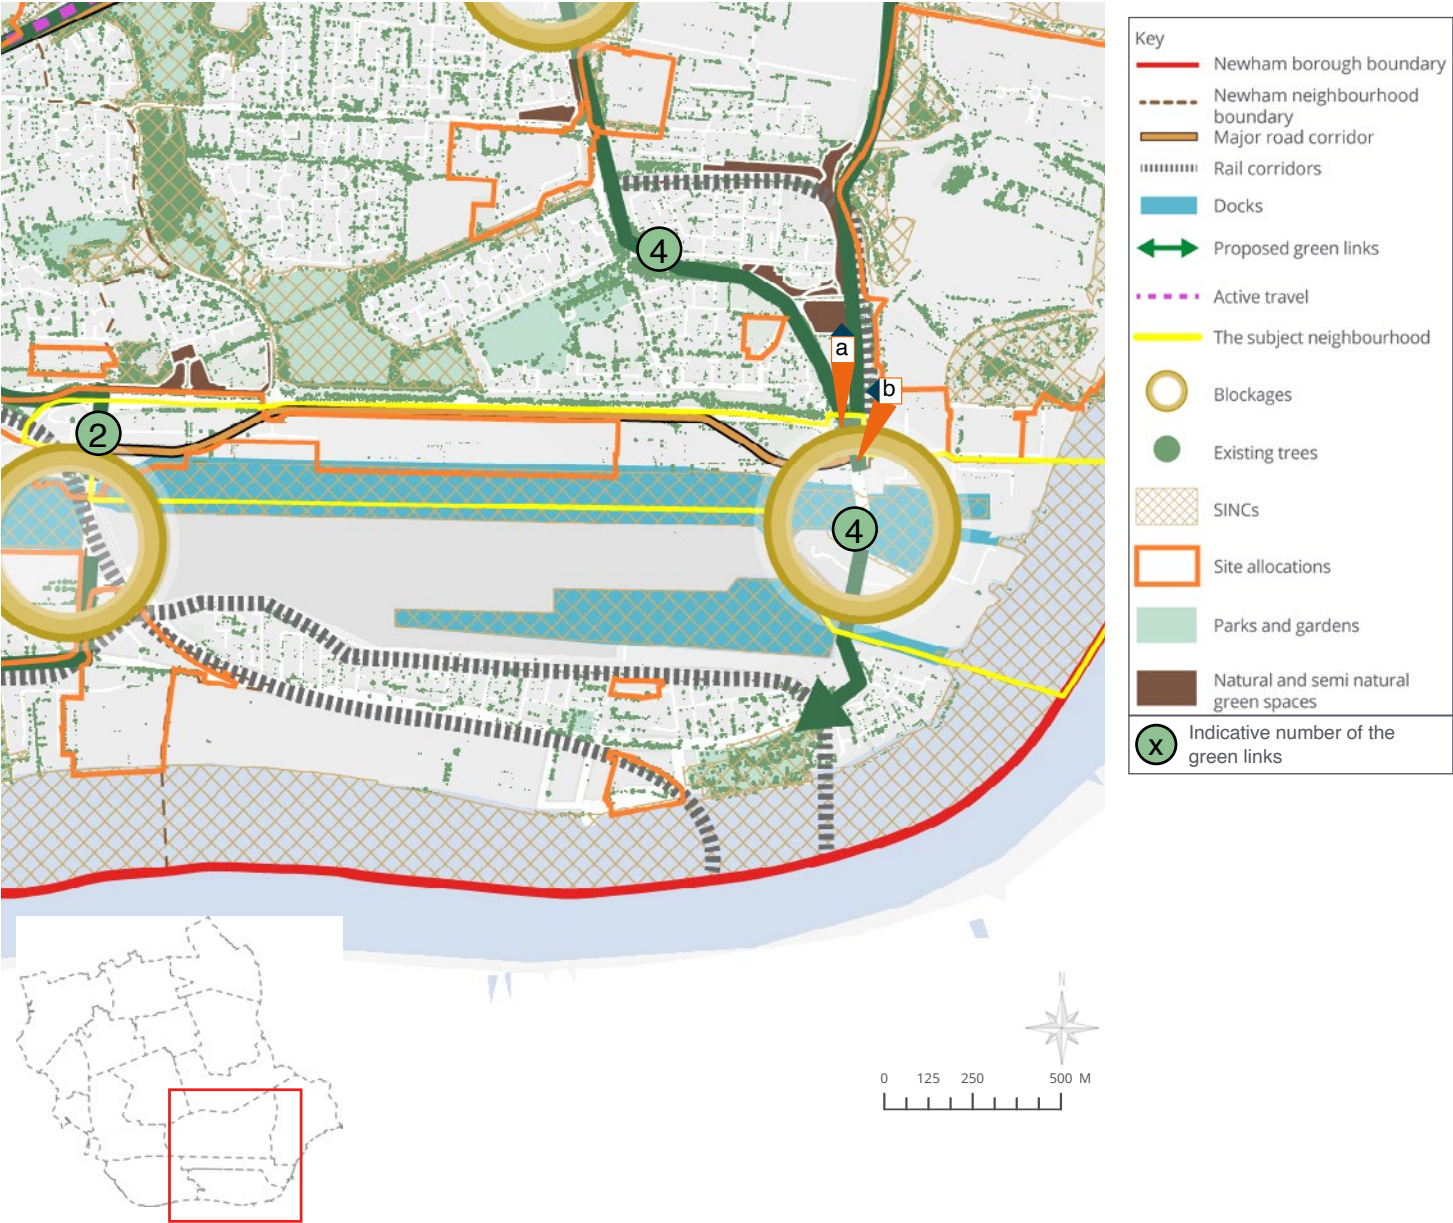 4
a
b
2
4
Key
Newham borough boundary
Newham neighbourhood
boundary
Major road corridor
Rail corridors
Docks
Proposed green links
Active travel
The subject neighbourhood
Blockages
Existing trees
SINCs
Site allocations
Parks and gardens
Natural and semi natural
green spaces
x
Indicative number of the
green links
N
0 125 250 500 M